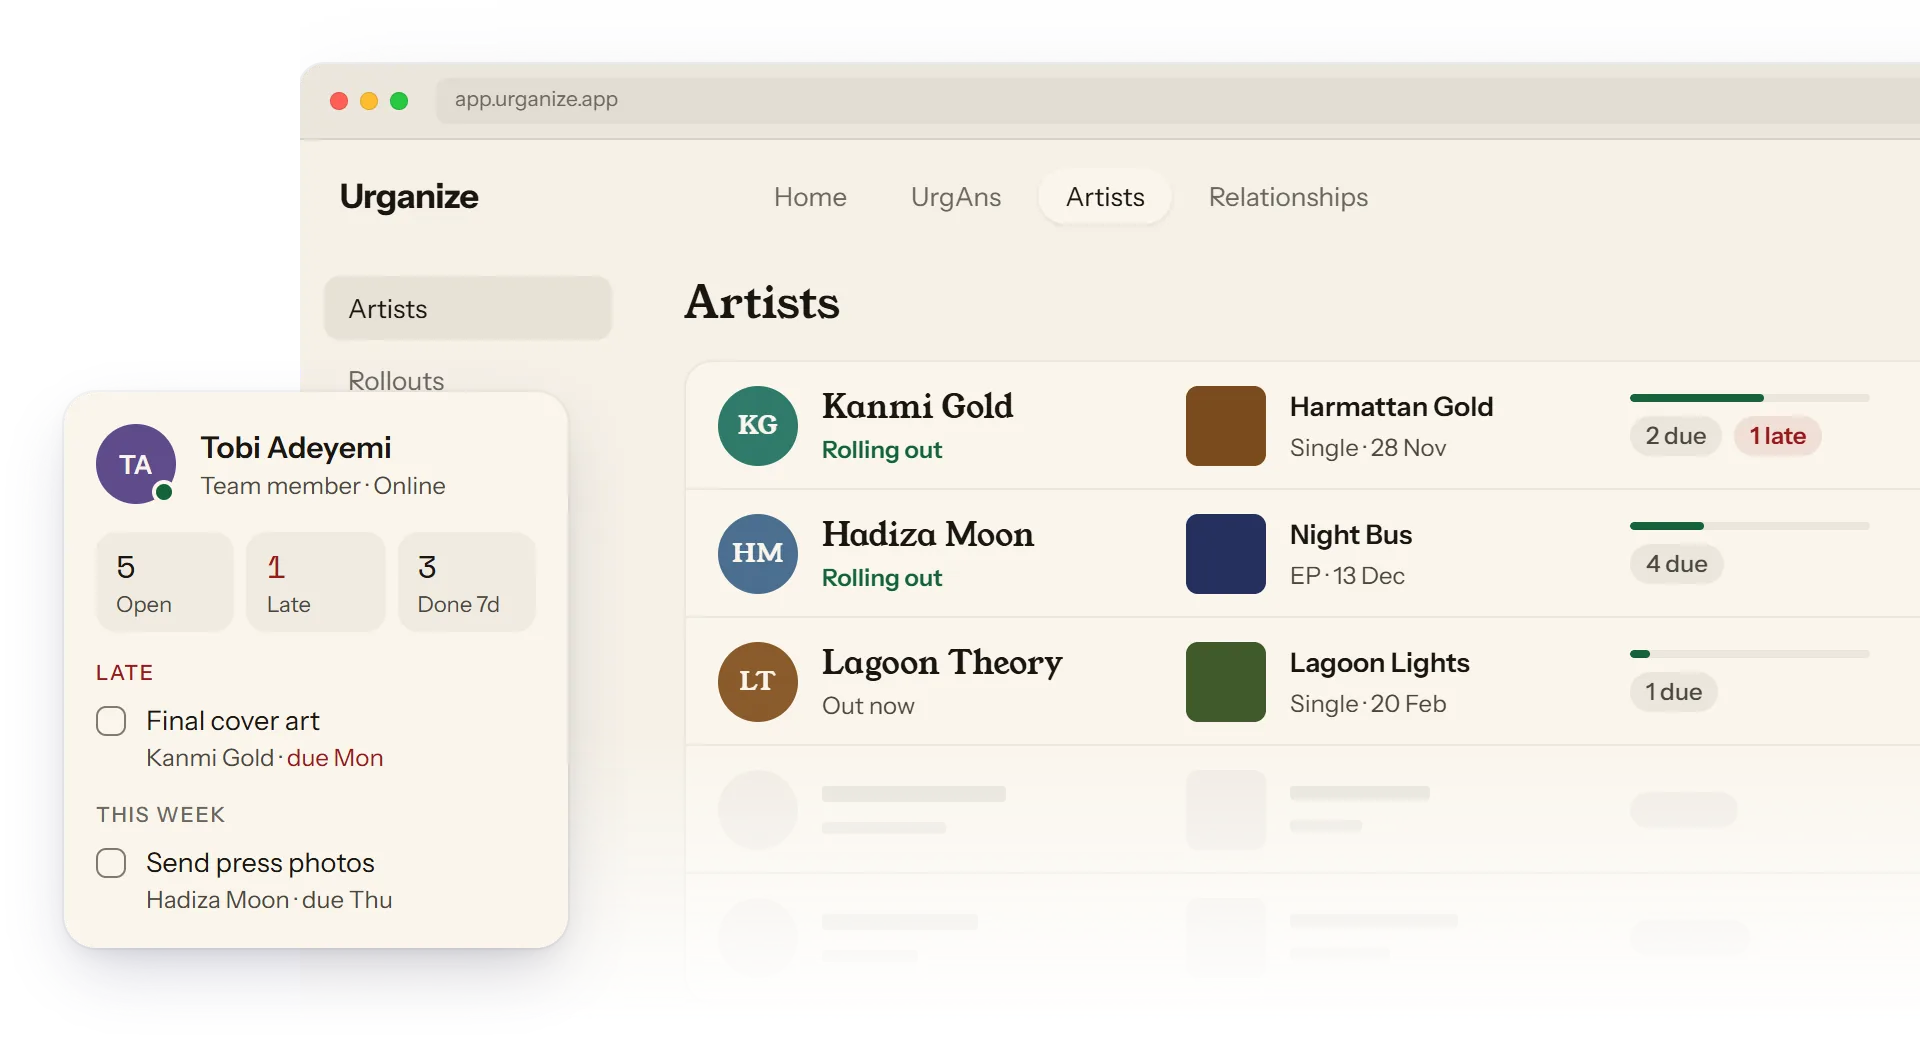 app.urganize.app
Urganize
Home
UrgAns
Artists
Relationships
Artists
Rollouts
Artists
KG
Kanmi Gold
Rolling out
Harmattan Gold
Single · 28 Nov
2 due
1 late
HM
Hadiza Moon
Rolling out
Night Bus
EP · 13 Dec
4 due
LT
Lagoon Theory
Out now
Lagoon Lights
Single · 20 Feb
1 due
TA
Tobi Adeyemi
Team member · Online
5
Open
1
Late
3
Done 7d
LATE
Final cover art
Kanmi Gold · due Mon
THIS WEEK
Send press photos
Hadiza Moon · due Thu